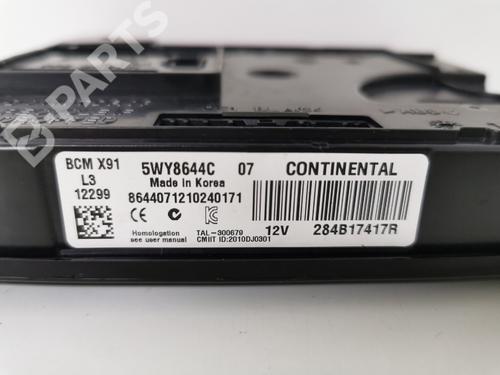 BCM X91
L3
12299
5WY8644C 07 CONTINENTAL
Made in Korea
8644071210240171
Homologation
see user manual
TAL-300679
CMIIT ID:2010DJ0301
12V 284B17417R
B-PARTS